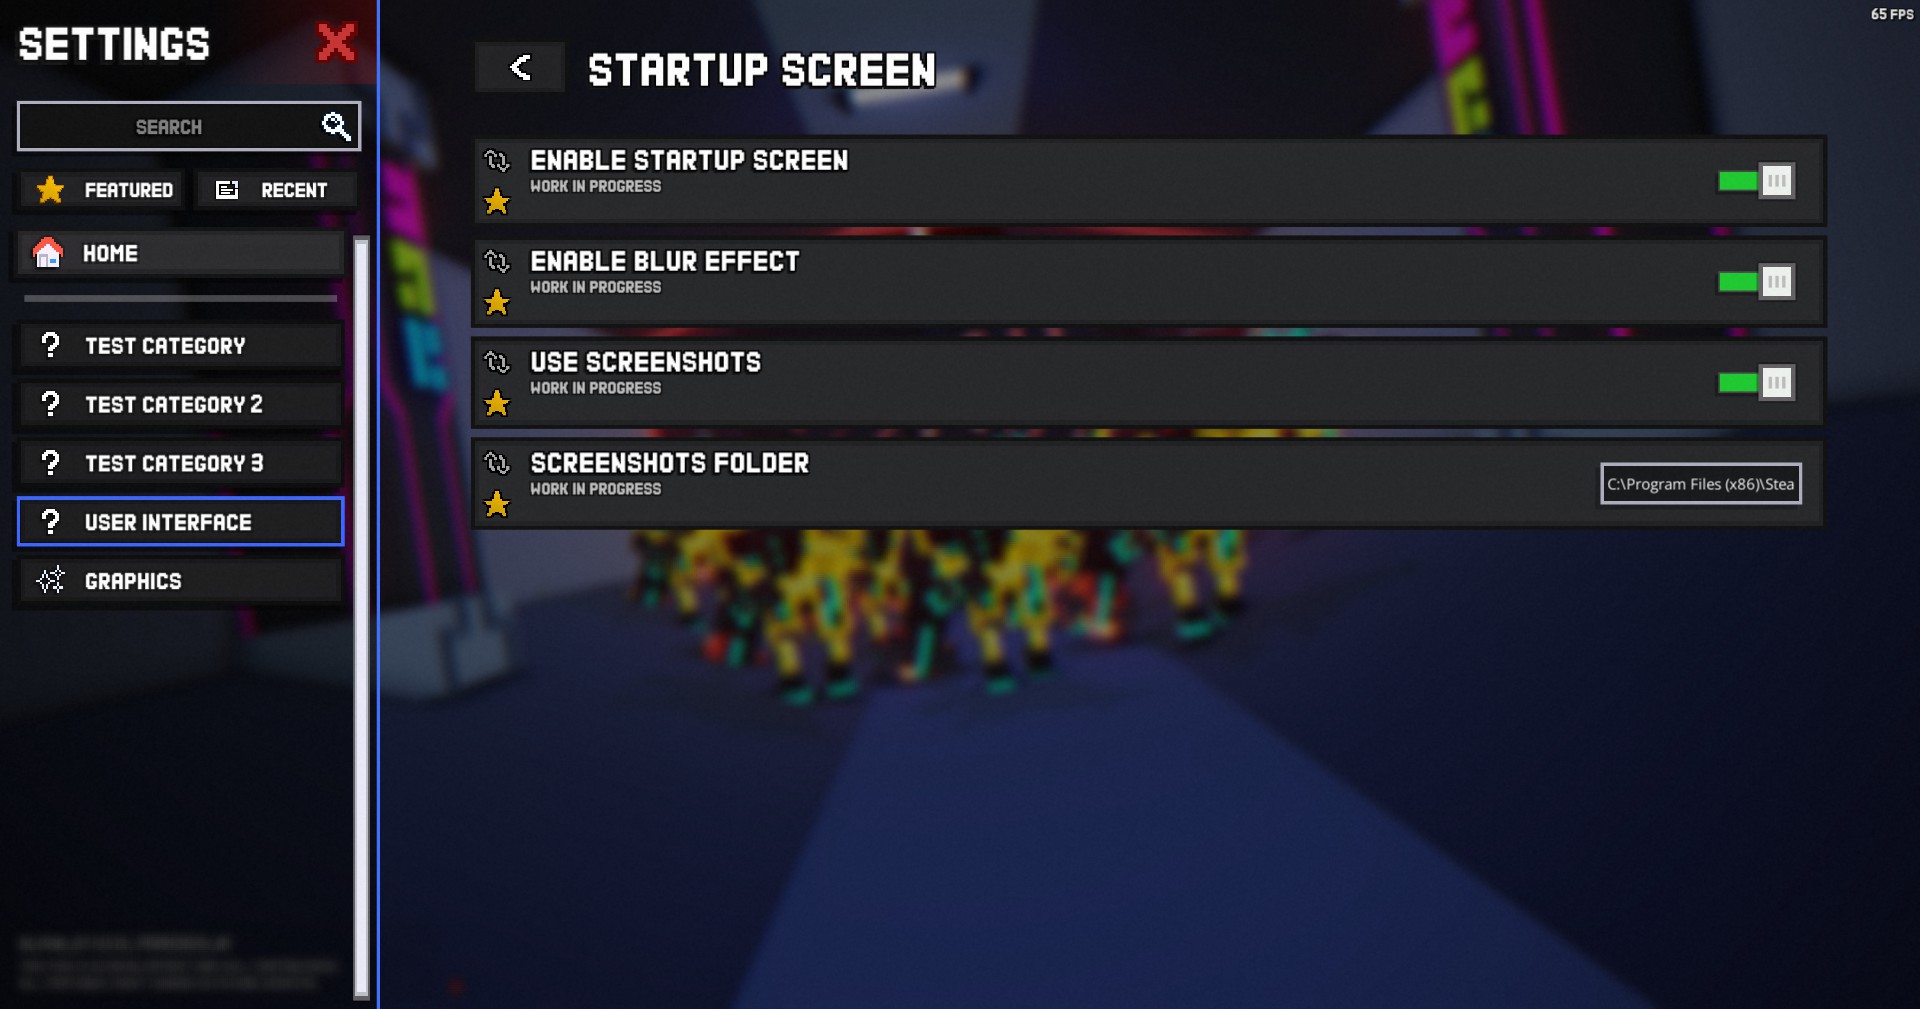 SETTINGS
SEARCH
FEATURED
RECENT
HOME
TEST CATEGORY
TEST CATEGORY 2
TEST CATEGORY 3
USER INTERFACE
GRAPHICS
65 FPS
STARTUP SCREEN
ENABLE STARTUP SCREEN
WORK IN PROGRESS
ENABLE BLUR EFFECT
WORK IN PROGRESS
USE SCREENSHOTS
WORK IN PROGRESS
SCREENSHOTS FOLDER
WORK IN PROGRESS
C:\Program Files (x86)\Stea